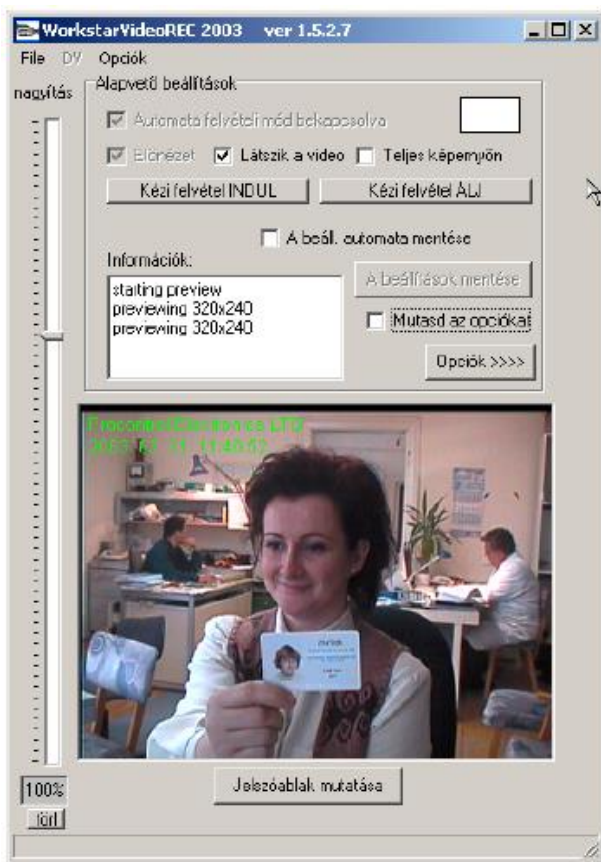 WorkstarVideoREC 2003 ver 1.5.2.7
File DV Opciók
nagyítás
Alapvető beállítások
Automata felvételi mód bekapcsolva
Előnézet Látszik a video Teljes képernyőn
Kézi felvétel INDUL Kézi felvétel ÁLJ
A beáll. automata mentése
Információk:
starting preview
previewing 320x240
previewing 320x240
A beállítások mentése
Mutasd az opciókat
Opciók >>>>
LTD
Jelszóablak mutatása
100%
töröl